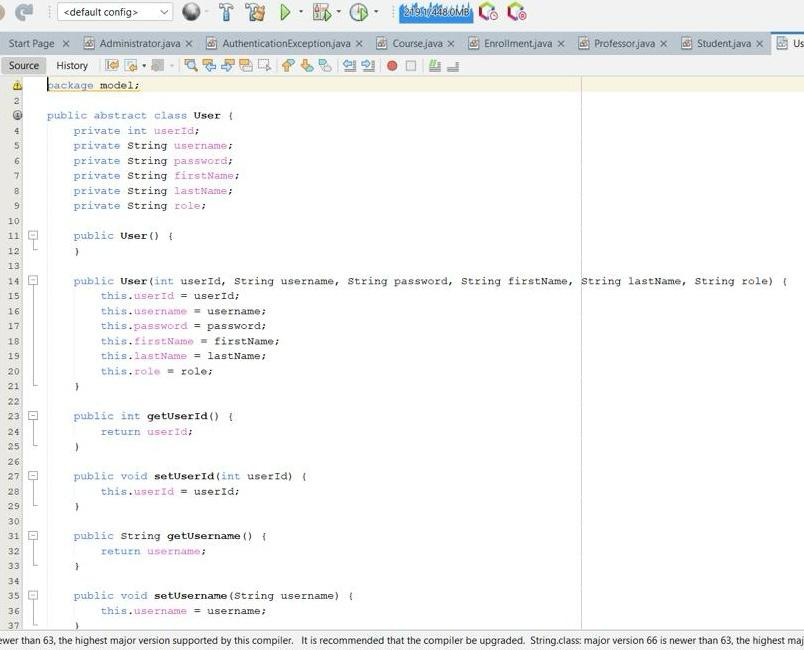 <default config>
219.1/448.0MB
Start Page
Administrator.java
AuthenticationException.java
Course.java
Enrollment.java
Professor.java
Student.java
Source
History
package model;
2
public abstract class User {
4 private int userId;
5 private String username;
6 private String password;
7 private String firstName;
8 private String lastName;
9 private String role;
10
11 public User() {
12 }
13
14 public User(int userId, String username, String password, String firstName, String lastName, String role) {
15 this.userId = userId;
16 this.username = username;
17 this.password = password;
18 this.firstName = firstName;
19 this.lastName = lastName;
20 this.role = role;
21 }
22
23 public int getUserId() {
24 return userId;
25 }
26
27 public void setUserId(int userId) {
28 this.userId = userId;
29 }
30
31 public String getUsername() {
32 return username;
33 }
34
35 public void setUsername(String username) {
36 this.username = username;
37 }
ewer than 63, the highest major version supported by this compiler. It is recommended that the compiler be upgraded. String.class: major version 66 is newer than 63, the highest maj